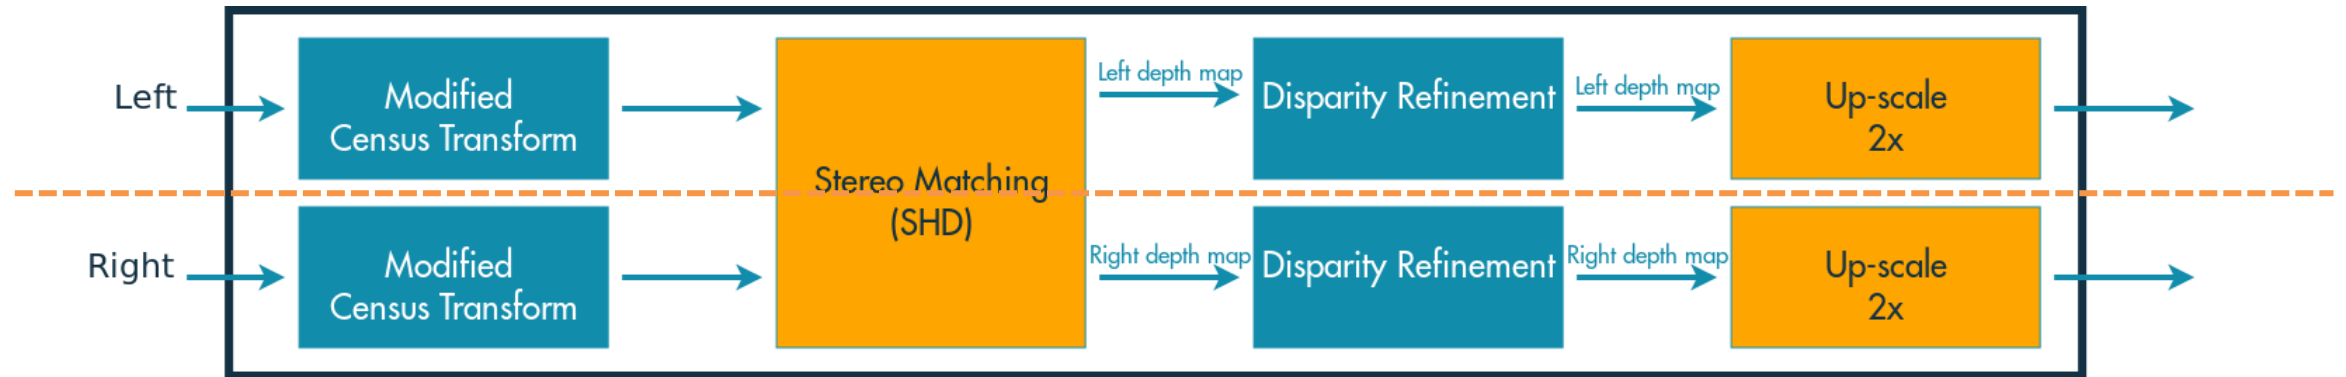 Left
Modified
Census Transform
Stereo Matching
(SHD)
Left depth map
Disparity Refinement
Left depth map
Up-scale
2x
Right
Modified
Census Transform
Right depth map
Disparity Refinement
Right depth map
Up-scale
2x